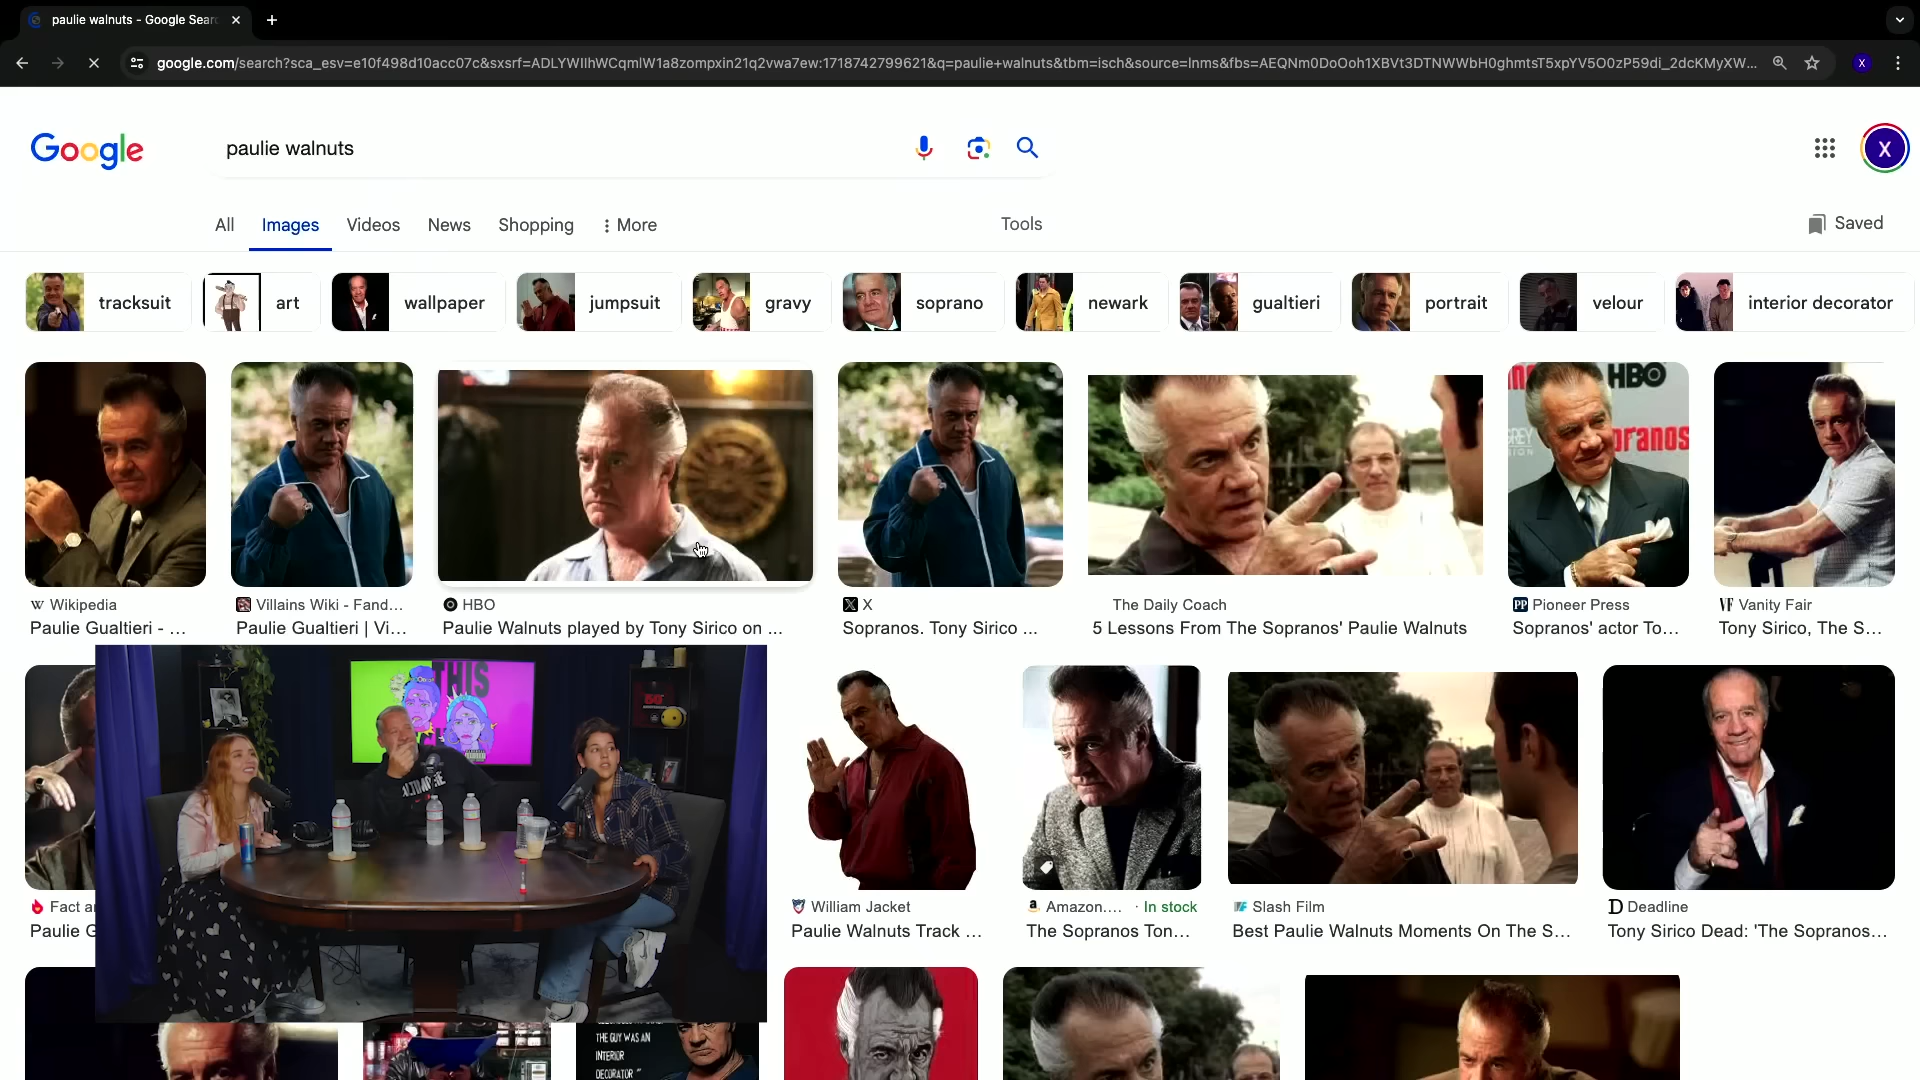 paulie walnuts - Google Sear
google.com/search?sca_esv=e10f498d10acc07c&sxsrf=ADLYWIIhWCqmlW1a8zompxin21q2vwa7ew:1718742799621&q=paulie+walnuts&tbm=isch&source=lnms&fbs=AEQNm0DoOoh1XBVt3DTNWWbH0ghmtsT5xpYV5O0zP59di_2dcKMyXW...
X
Google
paulie walnuts
X
All Images Videos News Shopping More Tools Saved
tracksuit art wallpaper jumpsuit gravy soprano newark gualtieri portrait velour interior decorator
HBO
pranos
Wikipedia
Paulie Gualtieri - ...
Villains Wiki - Fand...
Paulie Gualtieri | Vi...
HBO
Paulie Walnuts played by Tony Sirico on ...
X
Sopranos. Tony Sirico ...
The Daily Coach
5 Lessons From The Sopranos' Paulie Walnuts
Pioneer Press
Sopranos' actor To...
Vanity Fair
Tony Sirico, The S...
THIS
Fact a
Paulie G
William Jacket
Paulie Walnuts Track ...
Amazon.... · In stock
The Sopranos Ton...
Slash Film
Best Paulie Walnuts Moments On The S...
Deadline
Tony Sirico Dead: 'The Sopranos...
THE GUY WAS AN
INTERIOR
DECORATOR "